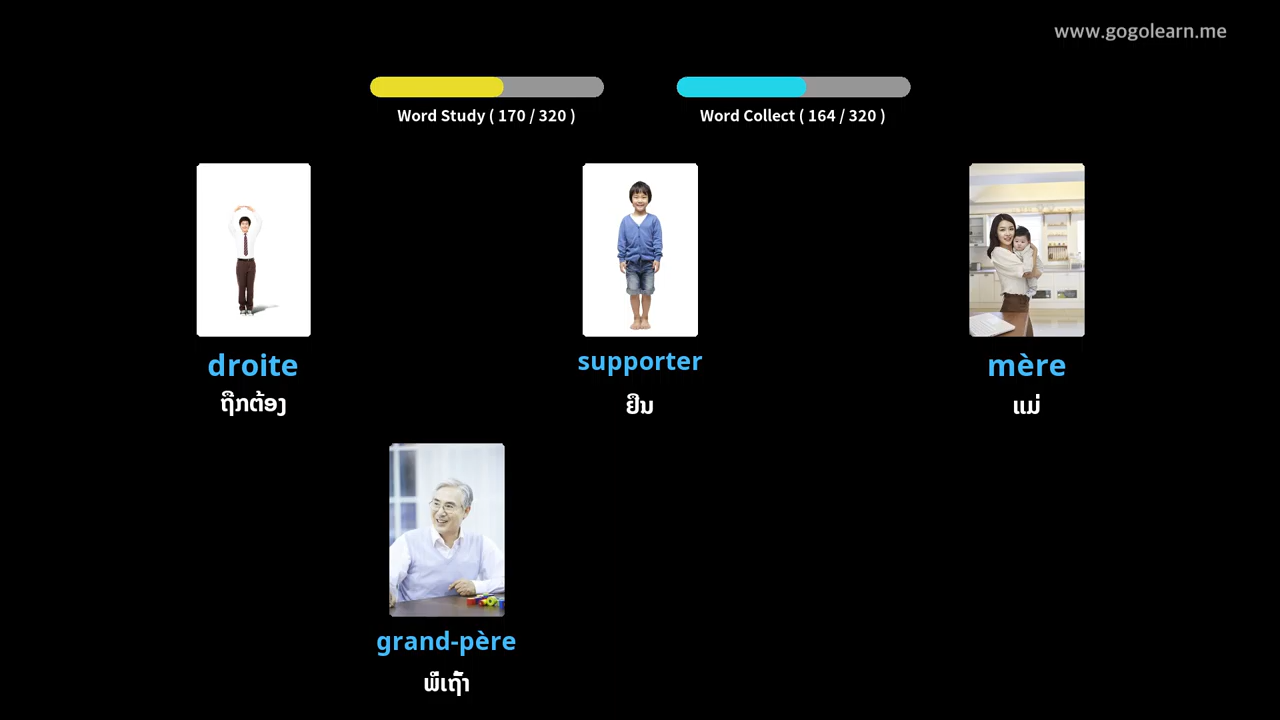 www.gogolearn.me
Word Study ( 170 / 320 )
Word Collect ( 164 / 320 )
droite
ຖືກຕ້ອງ
supporter
ຢືນ
mère
ແມ່
grand-père
ພໍ່ເຖົ້າ